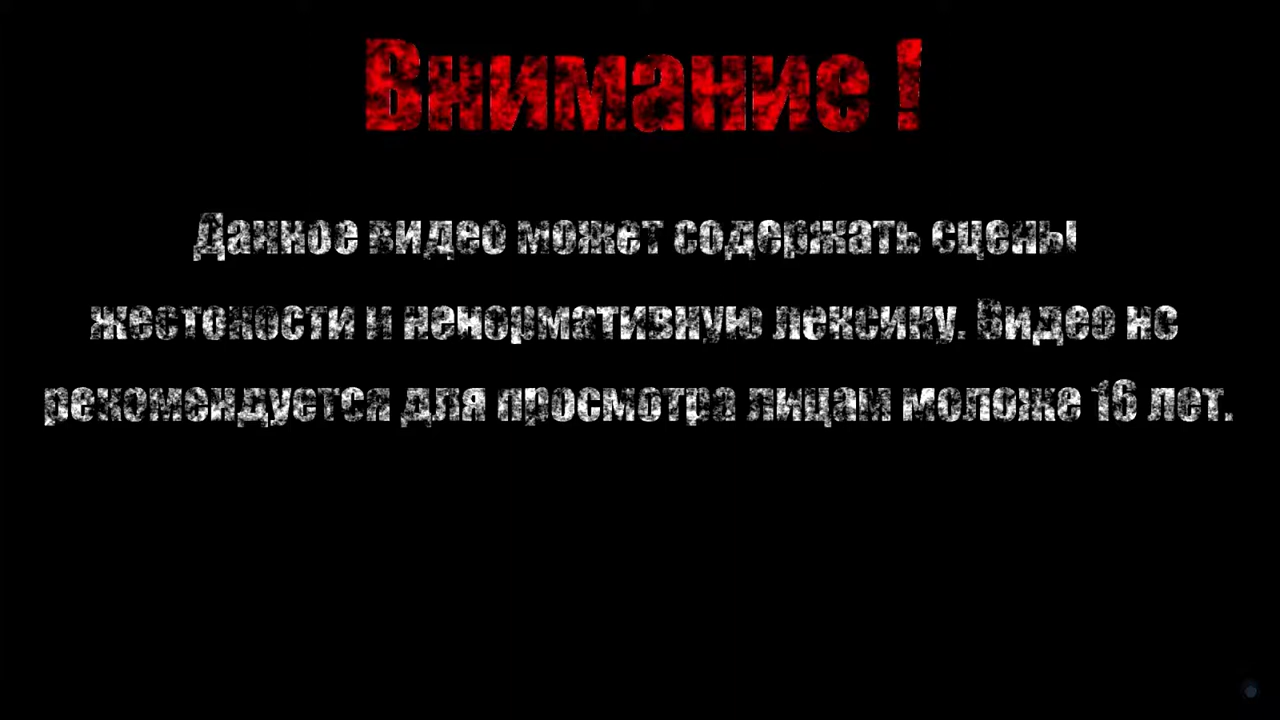 Внимание !
Данное видео может содержать сцены
жестокости и ненормативную лексику. Видео не
рекомендуется для просмотра лицам моложе 16 лет.